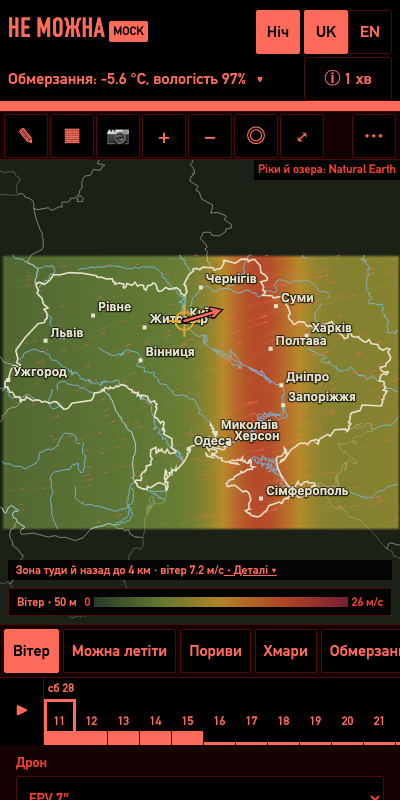 НЕ МОЖНА МОСК
Ніч UK EN
Обмерзання: -5.6 °C, вологість 97% ▾
ⓘ 1 хв
Ріки й озера: Natural Earth
Чернігів
Суми
Рівне
Київ
Житомир
Харків
Львів
Полтава
Вінниця
Ужгород
Дніпро
Запоріжжя
Миколаїв
Одеса Херсон
Сімферополь
Зона туди й назад до 4 км · вітер 7.2 м/с · Деталі ▾
Вітер · 50 м 0 26 м/с
Вітер Можна летіти Пориви Хмари Обмерзан
сб 28
11 12 13 14 15 16 17 18 19 20 21
Дрон
FPV 7″